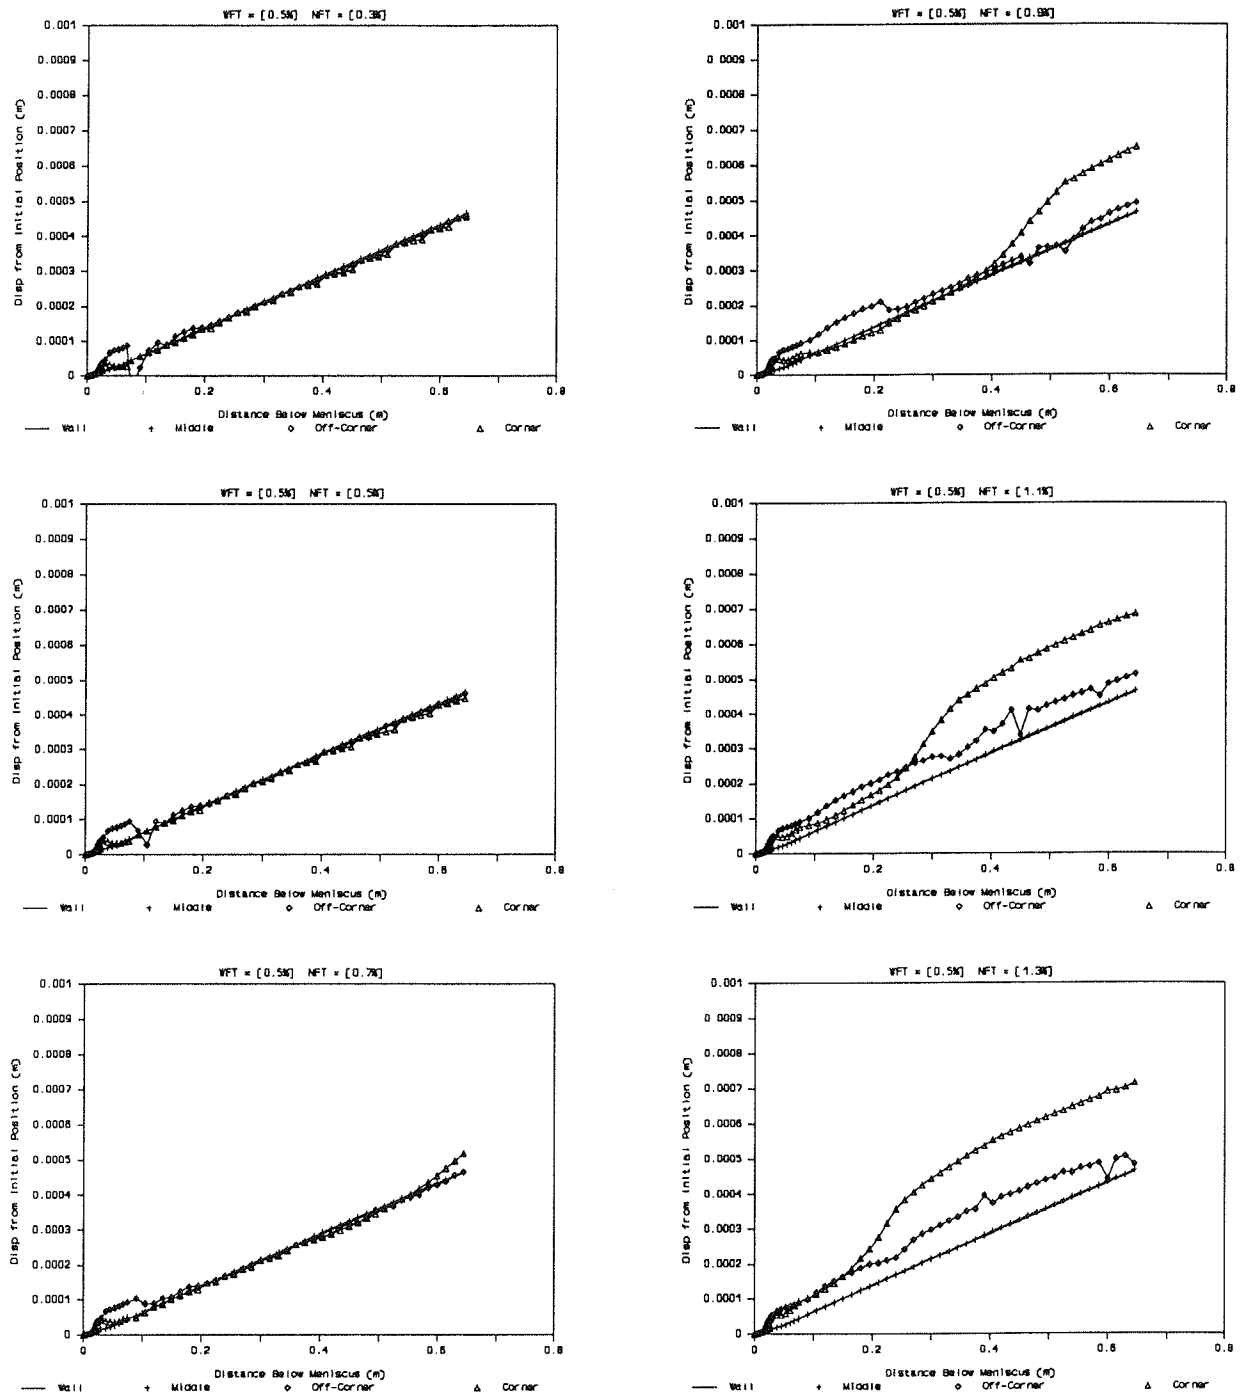 WFT = [0.5%] NFT = [0.3%]
0.001
0.0009
0.0008
0.0007
0.0006
0.0005
0.0004
0.0003
0.0002
0.0001
0
Disp from Initial Position (m)
0 0.2 0.4 0.6 0.8
Distance Below Meniscus (m)
Wall Middle Off-Corner Corner
WFT = [0.5%] NFT = [0.5%]
0.001
0.0009
0.0008
0.0007
0.0006
0.0005
0.0004
0.0003
0.0002
0.0001
0
Disp from Initial Position (m)
0 0.2 0.4 0.6 0.8
Distance Below Meniscus (m)
Wall Middle Off-Corner Corner
WFT = [0.5%] NFT = [0.7%]
0.001
0.0009
0.0008
0.0007
0.0006
0.0005
0.0004
0.0003
0.0002
0.0001
0
Disp from Initial Position (m)
0 0.2 0.4 0.6 0.8
Distance Below Meniscus (m)
Wall Middle Off-Corner Corner
WFT = [0.5%] NFT = [0.9%]
0.001
0.0009
0.0008
0.0007
0.0006
0.0005
0.0004
0.0003
0.0002
0.0001
0
Disp from Initial Position (m)
0 0.2 0.4 0.6 0.8
Distance Below Meniscus (m)
Wall Middle Off-Corner Corner
WFT = [0.5%] NFT = [1.1%]
0.001
0.0009
0.0008
0.0007
0.0006
0.0005
0.0004
0.0003
0.0002
0.0001
0
Disp from Initial Position (m)
0 0.2 0.4 0.6 0.8
Distance Below Meniscus (m)
Wall Middle Off-Corner Corner
WFT = [0.5%] NFT = [1.3%]
0.001
0.0009
0.0008
0.0007
0.0006
0.0005
0.0004
0.0003
0.0002
0.0001
0
Disp from Initial Position (m)
0 0.2 0.4 0.6 0.8
Distance Below Meniscus (m)
Wall Middle Off-Corner Corner